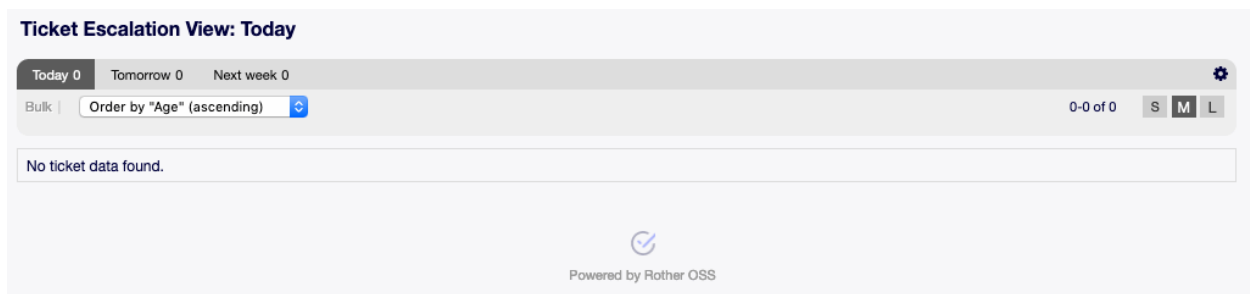 Ticket Escalation View: Today
Today 0 Tomorrow 0 Next week 0
Bulk | Order by "Age" (ascending) 0-0 of 0 S M L
No ticket data found.
Powered by Rother OSS